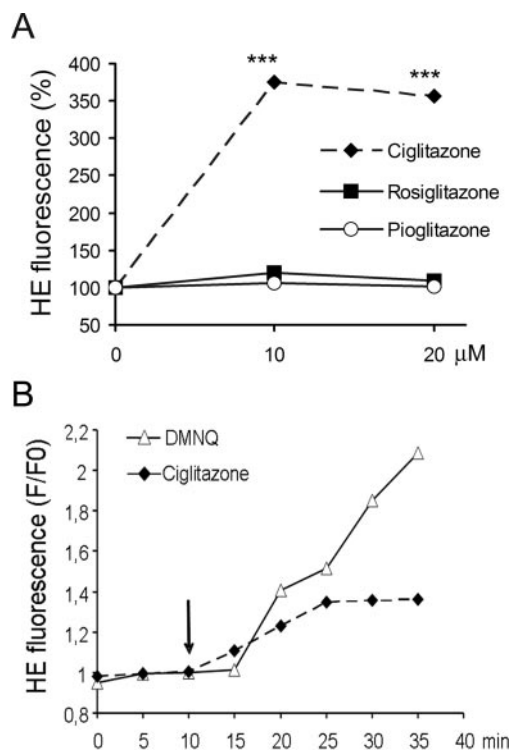 A
HE fluorescence (%)
400
350
300
250
200
150
100
50
***
***
Ciglitazone
Rosiglitazone
Pioglitazone
0
10
20 µM
B
HE fluorescence (F/F0)
2,2
2
1,8
1,6
1,4
1,2
1
0,8
DMNQ
Ciglitazone
0 5 10 15 20 25 30 35 40 min